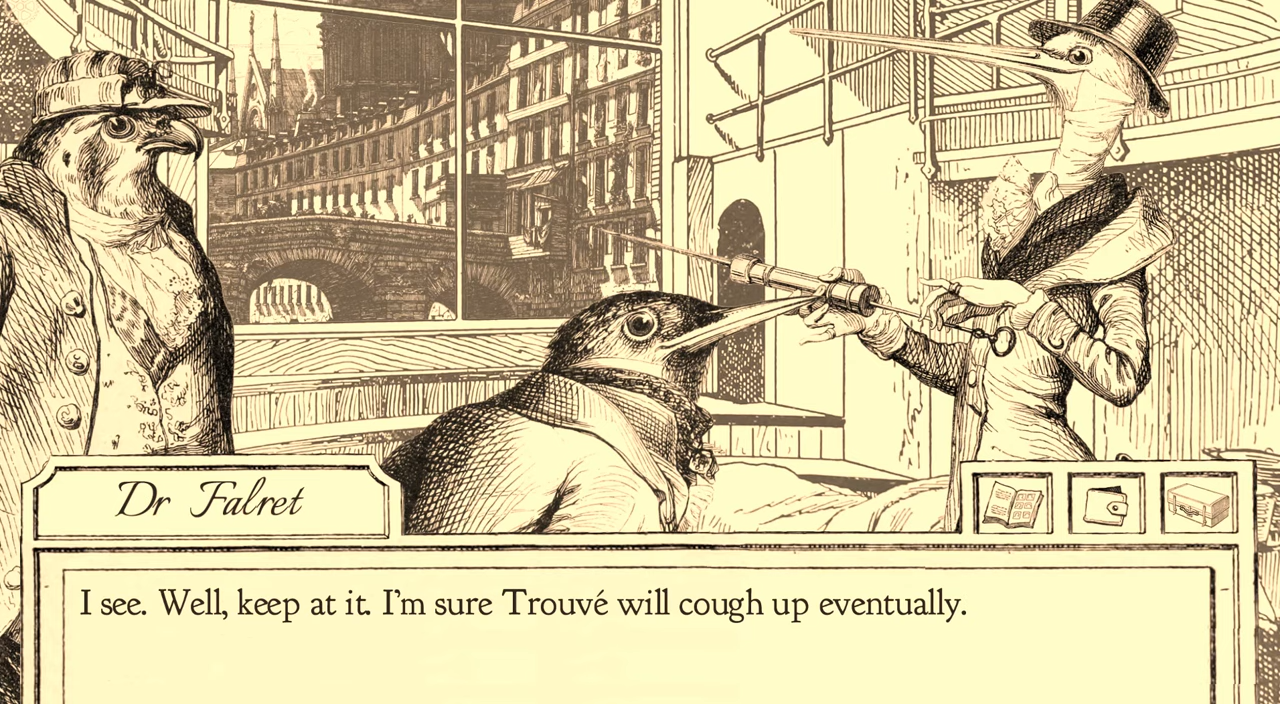 Dr Falret
I see. Well, keep at it. I'm sure Trouvé will cough up eventually.